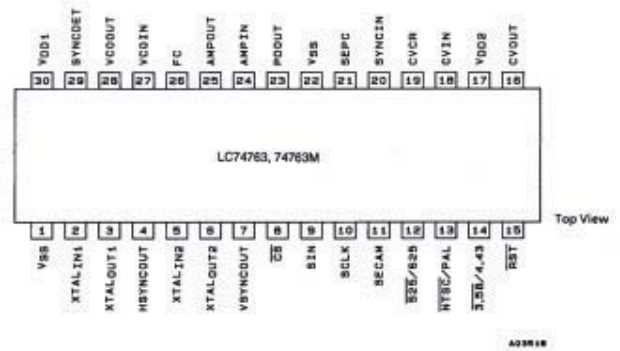 VDD1 SYNCDET VCOOUT VCOIN FC AMPOUT AMPIN PDOUT VSS SEPC SYNCIN CVCR CVIN VDD2 CVOUT
30 29 28 27 26 25 24 23 22 21 20 19 18 17 16
LC74763, 74763M
Top View
1 2 3 4 5 6 7 8 9 10 11 12 13 14 15
VSS XTALIN1 XTALOUT1 HSYNCOUT XTALIN2 XTALOUT2 VSYNCOUT CS SIN SCLK SECAM 525/625 NTSC/PAL 3.58/4.43 RST